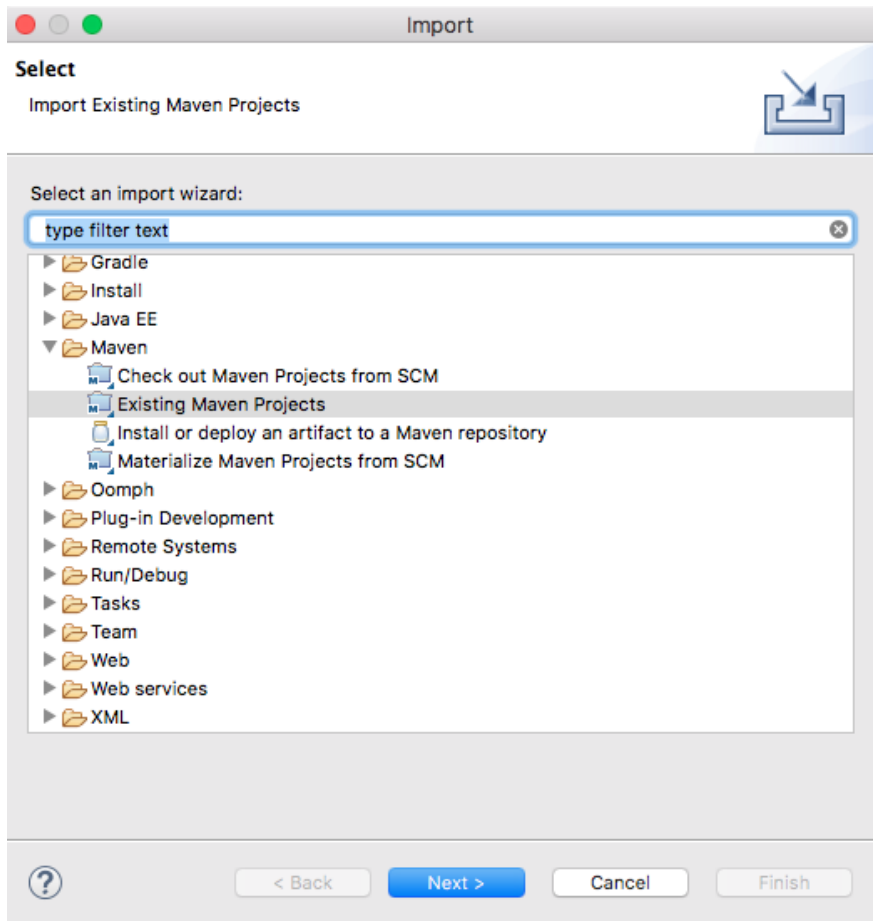 Import
Select
Import Existing Maven Projects
Select an import wizard:
type filter text
Gradle
Install
Java EE
Maven
Check out Maven Projects from SCM
Existing Maven Projects
Install or deploy an artifact to a Maven repository
Materialize Maven Projects from SCM
Oomph
Plug-in Development
Remote Systems
Run/Debug
Tasks
Team
Web
Web services
XML
? < Back Next > Cancel Finish